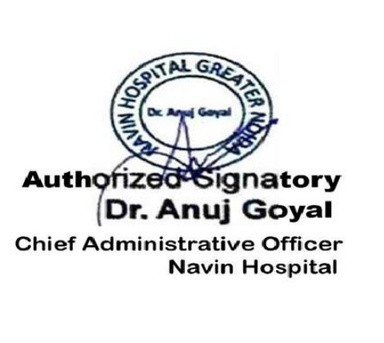 NAVIN HOSPITAL GREATER NOIDA
Dr. Anuj Goyal
Authorized Signatory
Dr. Anuj Goyal
Chief Administrative Officer
Navin Hospital